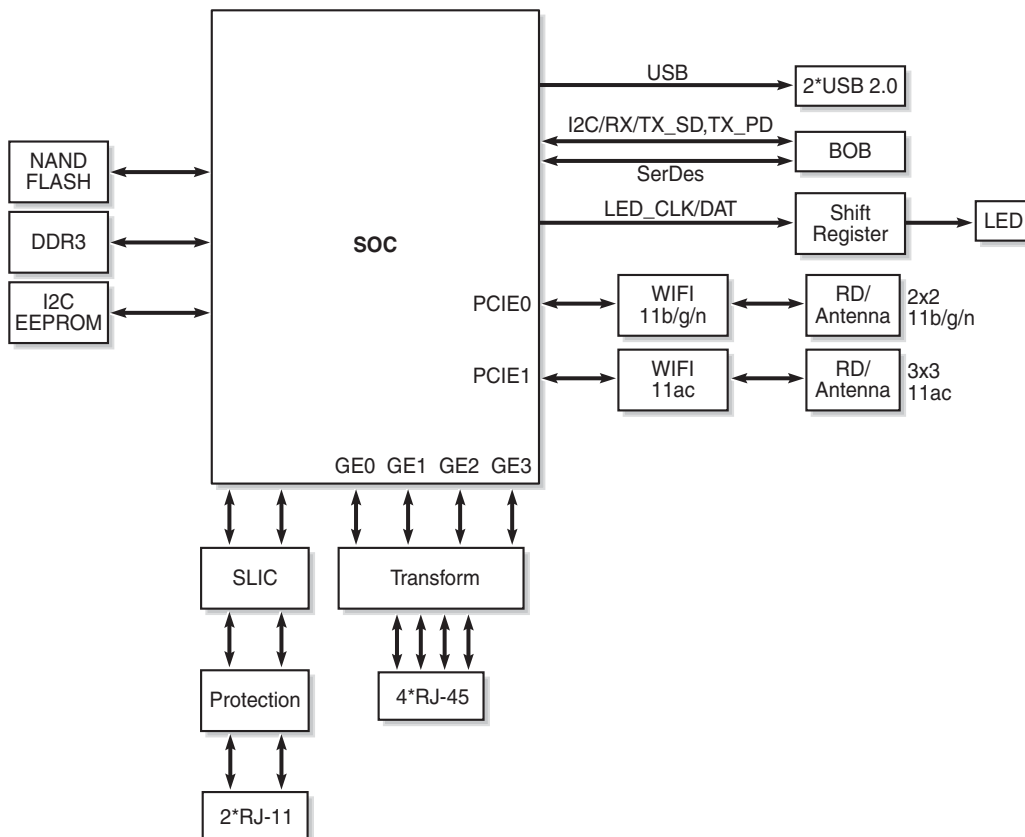 USB
2*USB 2.0
I2C/RX/TX_SD,TX_PD
BOB
SerDes
NAND
FLASH
DDR3
I2C
EEPROM
SOC
LED_CLK/DAT
Shift
Register
LED
PCIE0
WIFI
11b/g/n
RD/
Antenna
2x2
11b/g/n
PCIE1
WIFI
11ac
RD/
Antenna
3x3
11ac
GE0 GE1 GE2 GE3
SLIC
Transform
Protection
4*RJ-45
2*RJ-11